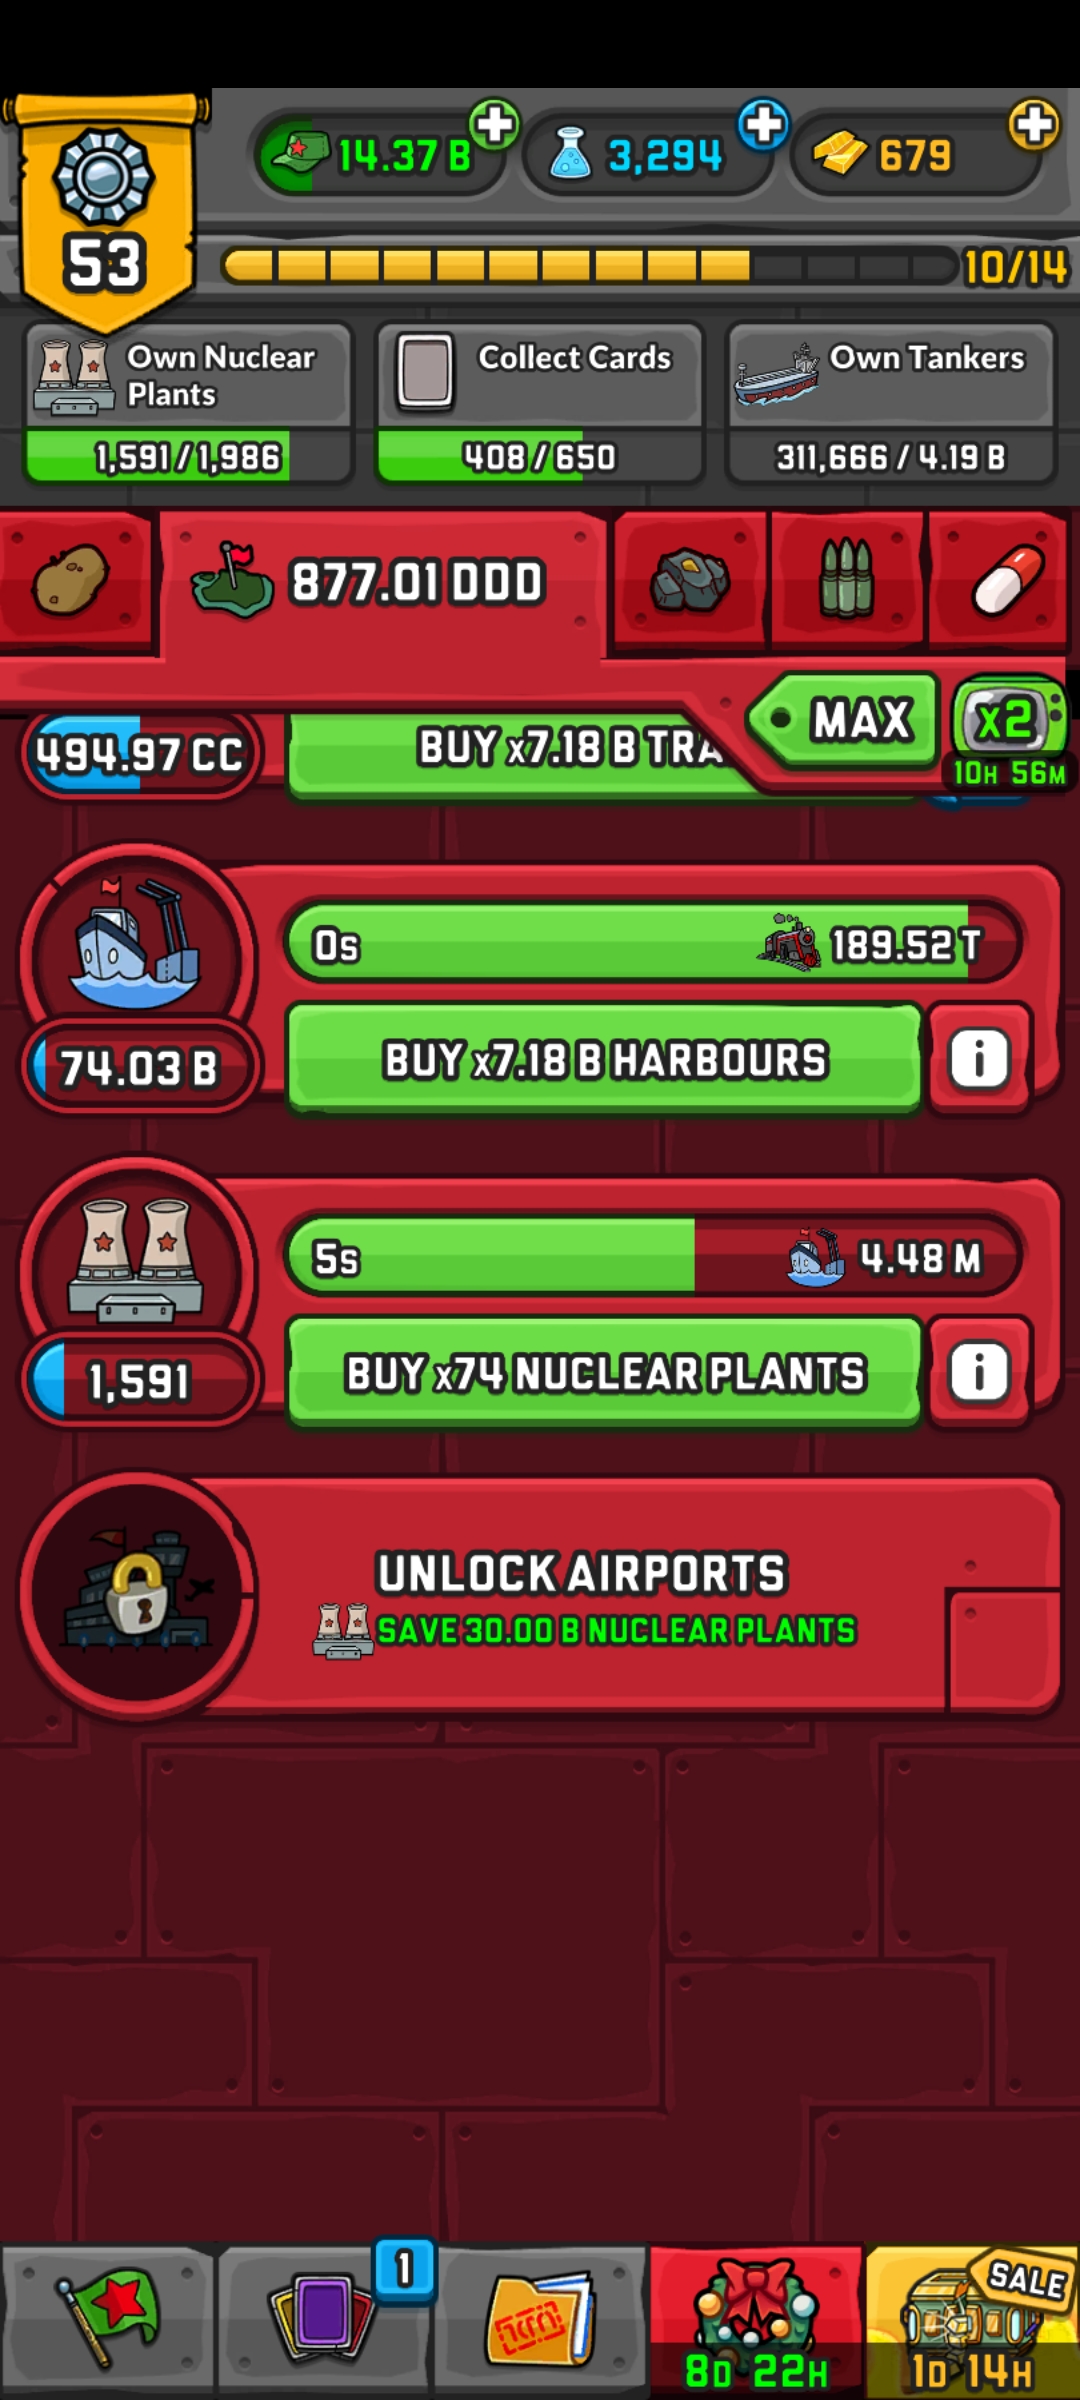 14.37 B
3,294
679
53
10/14
Own Nuclear
Plants
Collect Cards
Own Tankers
1,591 / 1,986
408 / 650
311,666 / 4.19 B
877.01 DDD
MAX
x2
10H 56M
494.97 CC
BUY x7.18 B TRA
0s
189.52 T
74.03 B
BUY x7.18 B HARBOURS
i
5s
4.48 M
1,591
BUY x74 NUCLEAR PLANTS
i
UNLOCK AIRPORTS
SAVE 30.00 B NUCLEAR PLANTS
1
SALE
8D 22H
1D 14H